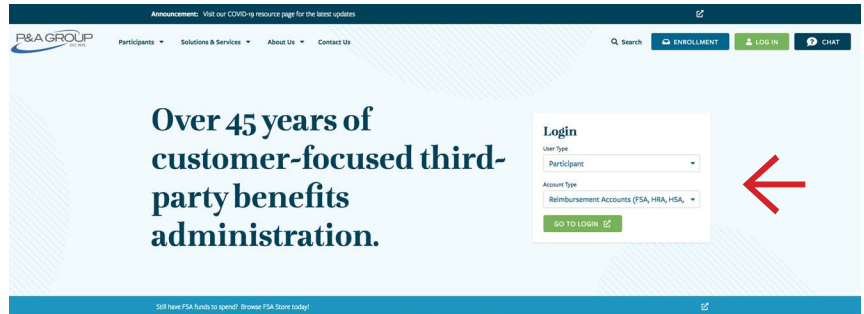 Announcement: Visit our COVID-19 resource page for the latest updates
P&A GROUP
Participants Solutions & Services About Us Contact Us Search ENROLLMENT LOG IN CHAT
Over 45 years of
customer-focused third-
party benefits
administration.
Login
User Type
Participant
Account Type
Reimbursement Accounts (FSA, HRA, HSA,
GO TO LOGIN
Still have FSA funds to spend? Browse FSA Store today!